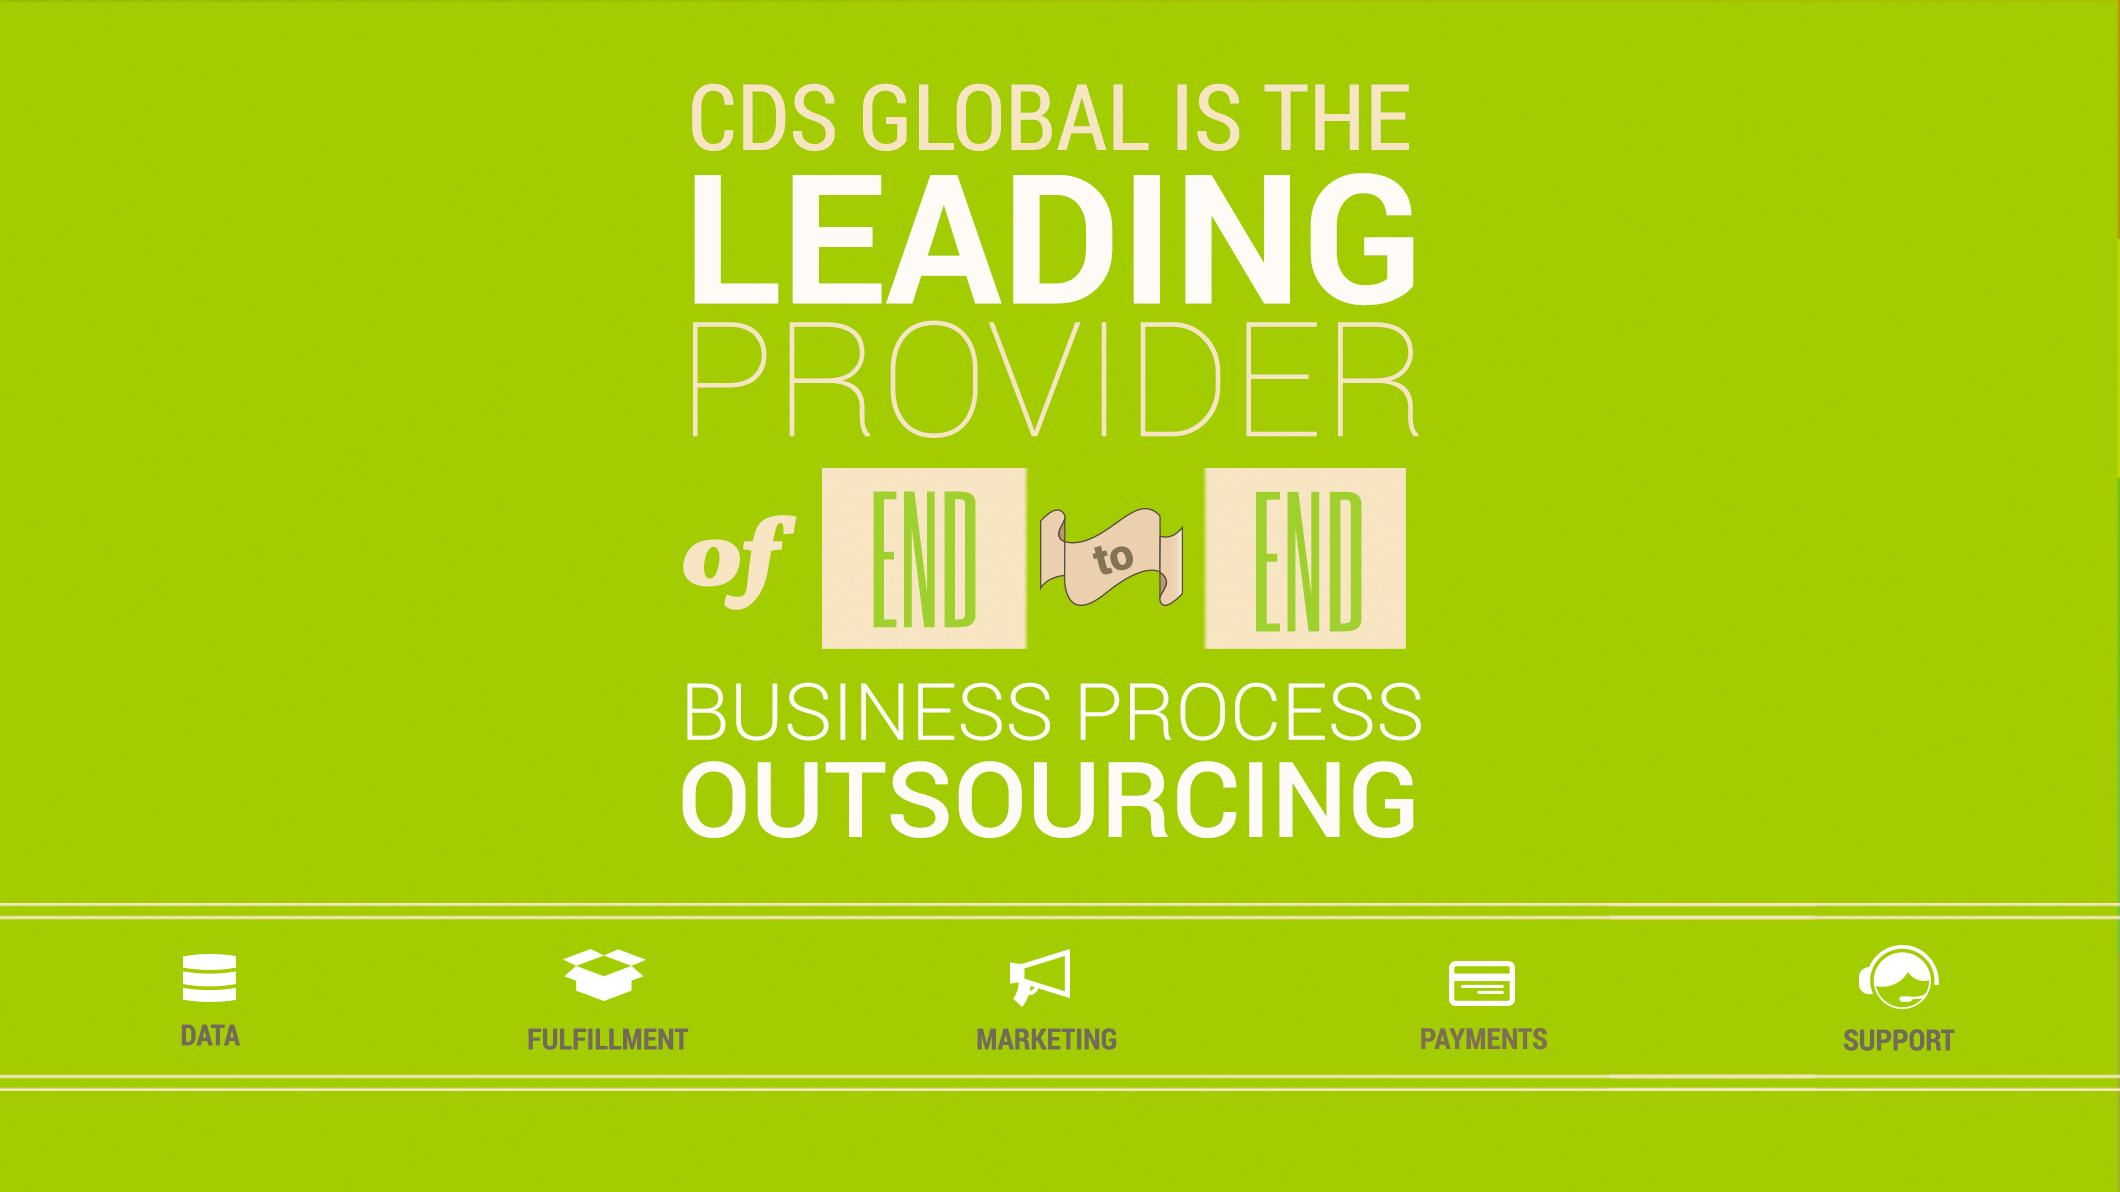 CDS GLOBAL IS THE
LEADING
PROVIDER
of END to END
BUSINESS PROCESS
OUTSOURCING
DATA
FULFILLMENT
MARKETING
PAYMENTS
SUPPORT